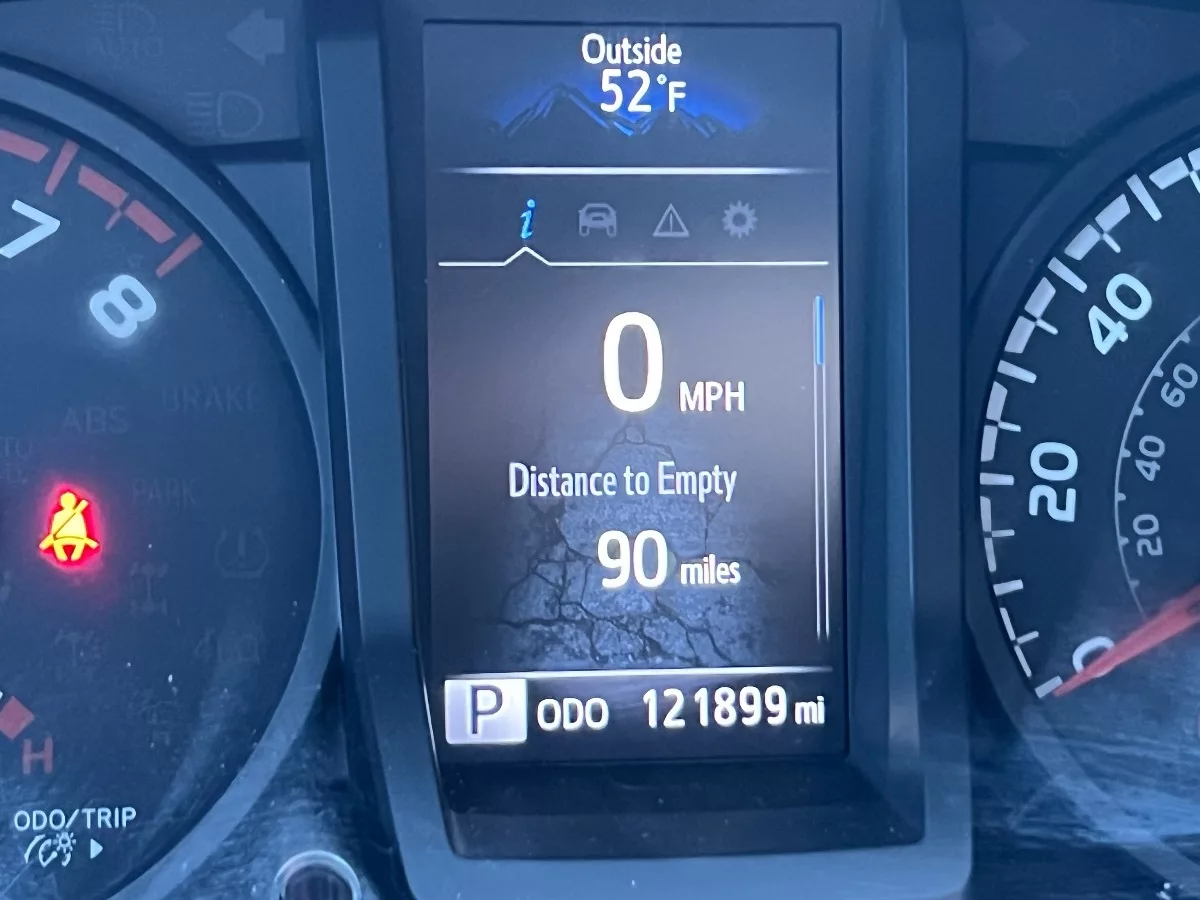 Outside
52°F
i
0 MPH
Distance to Empty
90 miles
P ODO 121899 mi
AUTO
7
8
ABS
BRAKE
PARK
H
ODO/TRIP
40
20
0
60
40
20